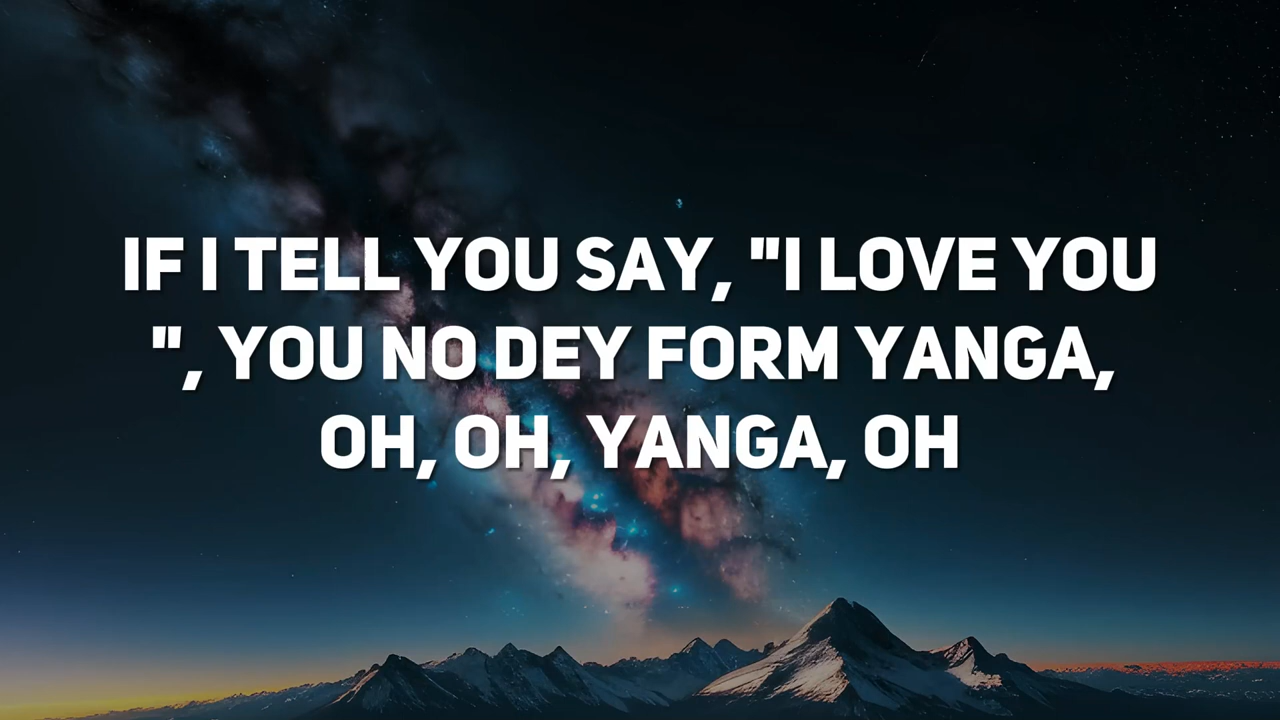 IF I TELL YOU SAY, "I LOVE YOU
", YOU NO DEY FORM YANGA,
OH, OH, YANGA, OH